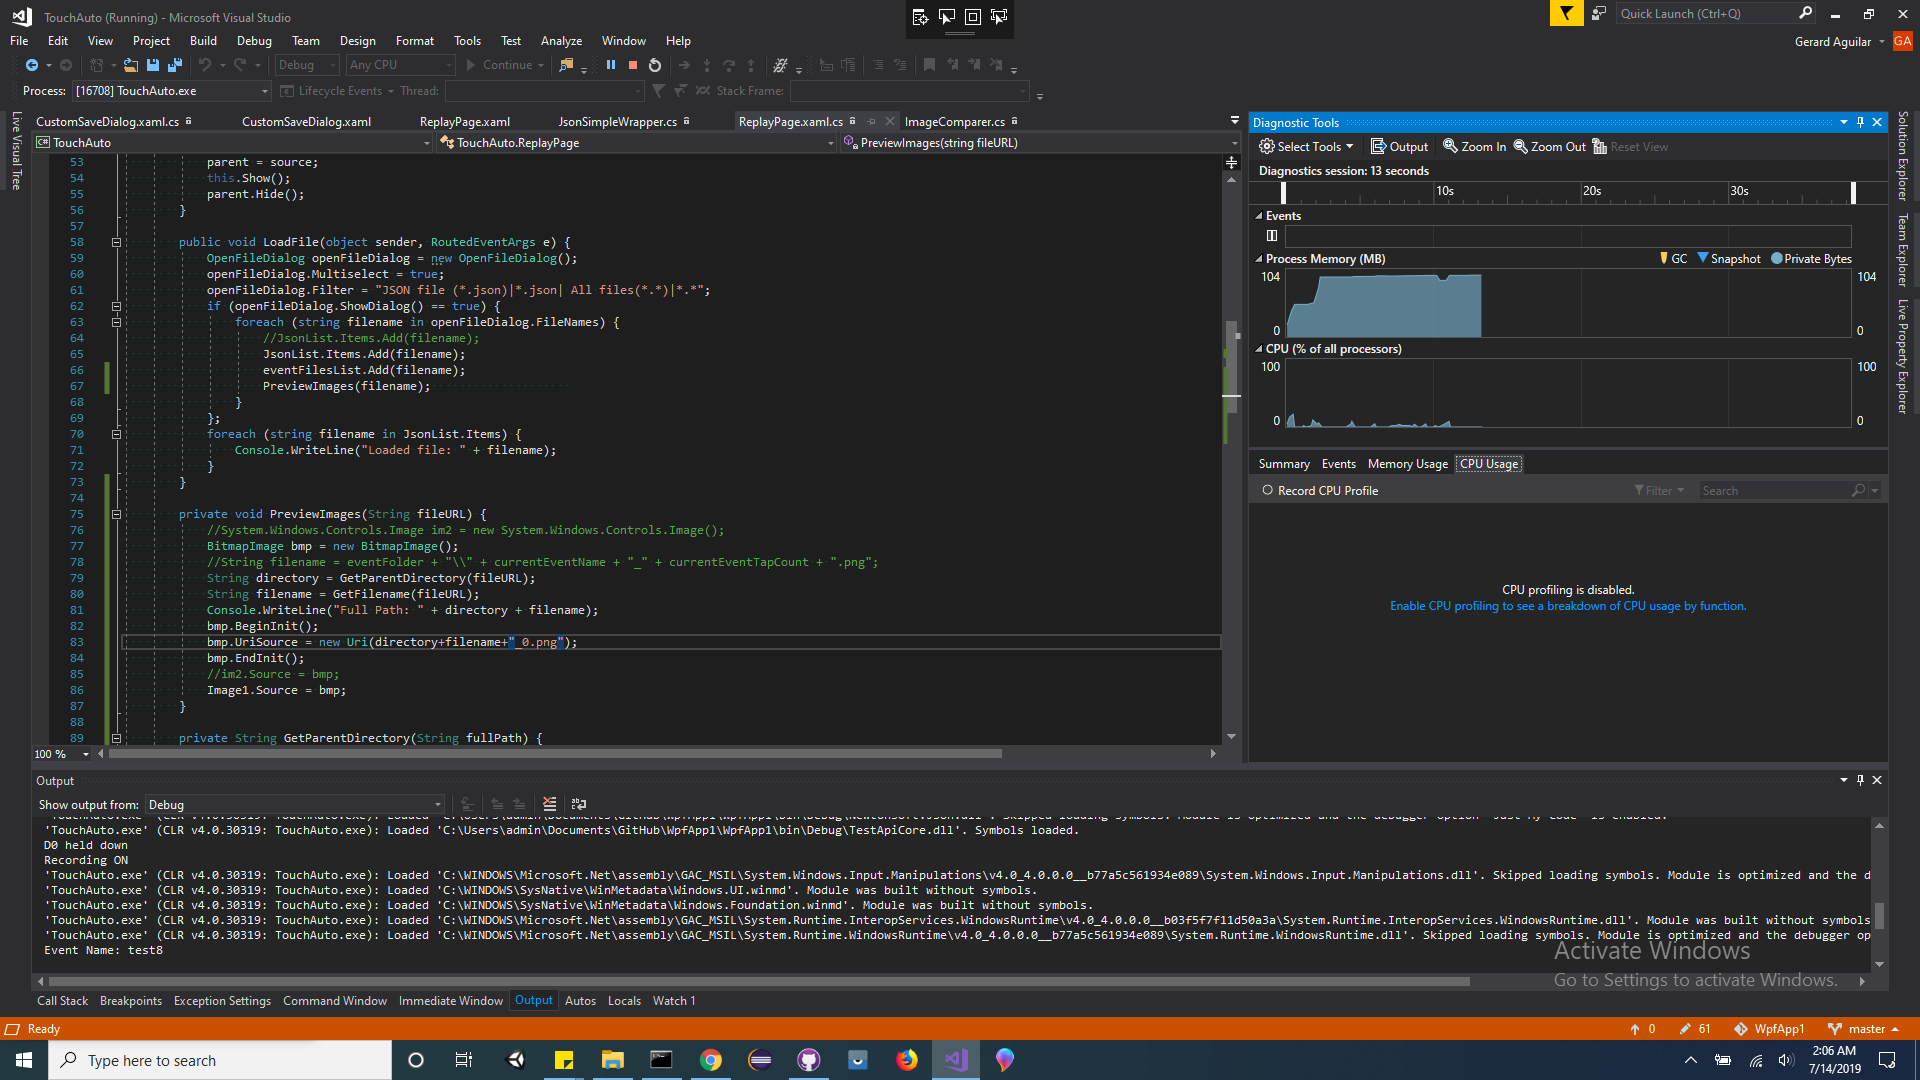 TouchAuto (Running) - Microsoft Visual Studio
Quick Launch (Ctrl+Q)
File Edit View Project Build Debug Team Design Format Tools Test Analyze Window Help
Gerard Aguilar GA
Debug Any CPU Continue
Process: [16708] TouchAuto.exe Lifecycle Events Thread: Stack Frame:
CustomSaveDialog.xaml.cs CustomSaveDialog.xaml ReplayPage.xaml JsonSimpleWrapper.cs ReplayPage.xaml.cs ImageComparer.cs
TouchAuto TouchAuto.ReplayPage PreviewImages(string fileURL)
Live Visual Tree
53 parent = source;
54 this.Show();
55 parent.Hide();
56 }
57
58 public void LoadFile(object sender, RoutedEventArgs e) {
59 OpenFileDialog openFileDialog = new OpenFileDialog();
60 openFileDialog.Multiselect = true;
61 openFileDialog.Filter = "JSON file (*.json)|*.json| All files(*.*)|*.*";
62 if (openFileDialog.ShowDialog() == true) {
63 foreach (string filename in openFileDialog.FileNames) {
64 //JsonList.Items.Add(filename);
65 JsonList.Items.Add(filename);
66 eventFilesList.Add(filename);
67 PreviewImages(filename);
68 }
69 };
70 foreach (string filename in JsonList.Items) {
71 Console.WriteLine("Loaded file: " + filename);
72 }
73 }
74
75 private void PreviewImages(String fileURL) {
76 //System.Windows.Controls.Image im2 = new System.Windows.Controls.Image();
77 BitmapImage bmp = new BitmapImage();
78 //String filename = eventFolder + "\\" + currentEventName + "_" + currentEventTapCount + ".png";
79 String directory = GetParentDirectory(fileURL);
80 String filename = GetFilename(fileURL);
81 Console.WriteLine("Full Path: " + directory + filename);
82 bmp.BeginInit();
83 bmp.UriSource = new Uri(directory+filename+"_0.png");
84 bmp.EndInit();
85 //im2.Source = bmp;
86 Image1.Source = bmp;
87 }
88
89 private String GetParentDirectory(String fullPath) {
100 %
Diagnostic Tools
Select Tools Output Zoom In Zoom Out Reset View
Diagnostics session: 13 seconds
10s 20s 30s
Events
Process Memory (MB) GC Snapshot Private Bytes
104 104
0 0
CPU (% of all processors)
100 100
0 0
Summary Events Memory Usage CPU Usage
Record CPU Profile Filter Search
CPU profiling is disabled.
Enable CPU profiling to see a breakdown of CPU usage by function.
Solution Explorer
Team Explorer
Live Property Explorer
Output
Show output from: Debug
'TouchAuto.exe' (CLR v4.0.30319: TouchAuto.exe): Loaded 'C:\Users\admin\Documents\GitHub\WpfApp1\WpfApp1\bin\Debug\TestApiCore.dll'. Symbols loaded.
D0 held down
Recording ON
'TouchAuto.exe' (CLR v4.0.30319: TouchAuto.exe): Loaded 'C:\WINDOWS\Microsoft.Net\assembly\GAC_MSIL\System.Windows.Input.Manipulations\v4.0_4.0.0.0__b77a5c561934e089\System.Windows.Input.Manipulations.dll'. Skipped loading symbols. Module is optimized and the d
'TouchAuto.exe' (CLR v4.0.30319: TouchAuto.exe): Loaded 'C:\WINDOWS\SysNative\WinMetadata\Windows.UI.winmd'. Module was built without symbols.
'TouchAuto.exe' (CLR v4.0.30319: TouchAuto.exe): Loaded 'C:\WINDOWS\SysNative\WinMetadata\Windows.Foundation.winmd'. Module was built without symbols.
'TouchAuto.exe' (CLR v4.0.30319: TouchAuto.exe): Loaded 'C:\WINDOWS\Microsoft.Net\assembly\GAC_MSIL\System.Runtime.InteropServices.WindowsRuntime\v4.0_4.0.0.0__b03f5f7f11d50a3a\System.Runtime.InteropServices.WindowsRuntime.dll'. Module was built without symbols
'TouchAuto.exe' (CLR v4.0.30319: TouchAuto.exe): Loaded 'C:\WINDOWS\Microsoft.Net\assembly\GAC_MSIL\System.Runtime.WindowsRuntime\v4.0_4.0.0.0__b77a5c561934e089\System.Runtime.WindowsRuntime.dll'. Skipped loading symbols. Module is optimized and the debugger op
Event Name: test8
Activate Windows
Go to Settings to activate Windows.
Call Stack Breakpoints Exception Settings Command Window Immediate Window Output Autos Locals Watch 1
Ready 0 61 WpfApp1 master
Type here to search
2:06 AM
7/14/2019